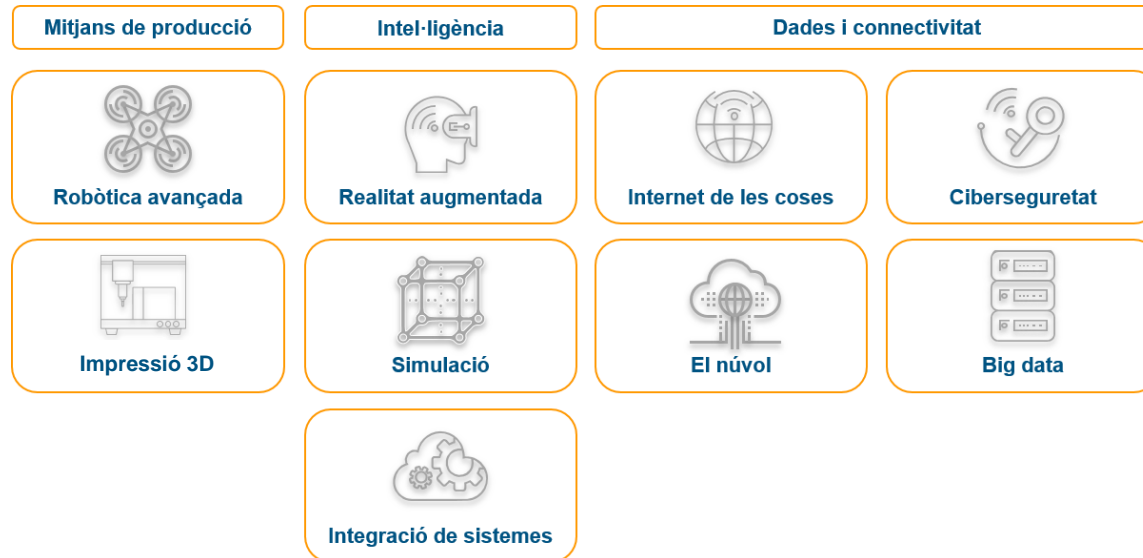 Mitjans de producció
Intel·ligència
Dades i connectivitat
Robòtica avançada
Realitat augmentada
Internet de les coses
Ciberseguretat
Impressió 3D
Simulació
El núvol
Big data
Integració de sistemes